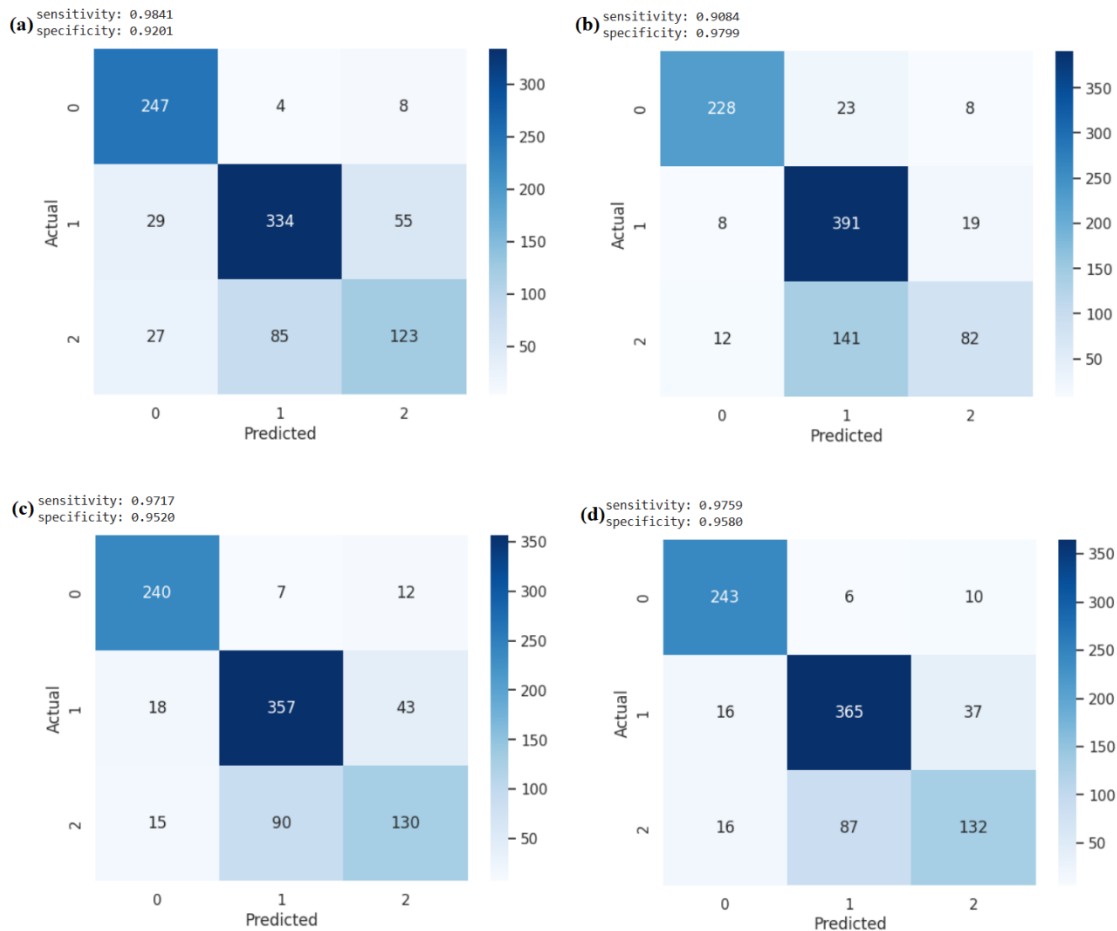 (a) sensitivity: 0.9841
specificity: 0.9201
0 247 4 8
1 29 334 55
2 27 85 123
0 1 2
Actual
Predicted
300
250
200
150
100
50
(b) sensitivity: 0.9084
specificity: 0.9799
0 228 23 8
1 8 391 19
2 12 141 82
0 1 2
Actual
Predicted
350
300
250
200
150
100
50
(c) sensitivity: 0.9717
specificity: 0.9520
0 240 7 12
1 18 357 43
2 15 90 130
0 1 2
Actual
Predicted
350
300
250
200
150
100
50
(d) sensitivity: 0.9759
specificity: 0.9580
0 243 6 10
1 16 365 37
2 16 87 132
0 1 2
Actual
Predicted
350
300
250
200
150
100
50